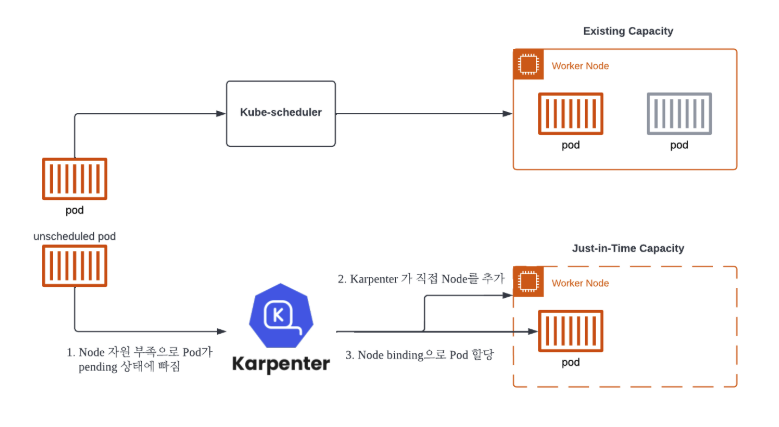 Existing Capacity
Worker Node
Kube-scheduler
pod
pod
pod
unscheduled pod
Just-in-Time Capacity
2. Karpenter 가 직접 Node를 추가
Worker Node
K
Karpenter
1. Node 자원 부족으로 Pod가
pending 상태에 빠짐
3. Node binding으로 Pod 할당
pod